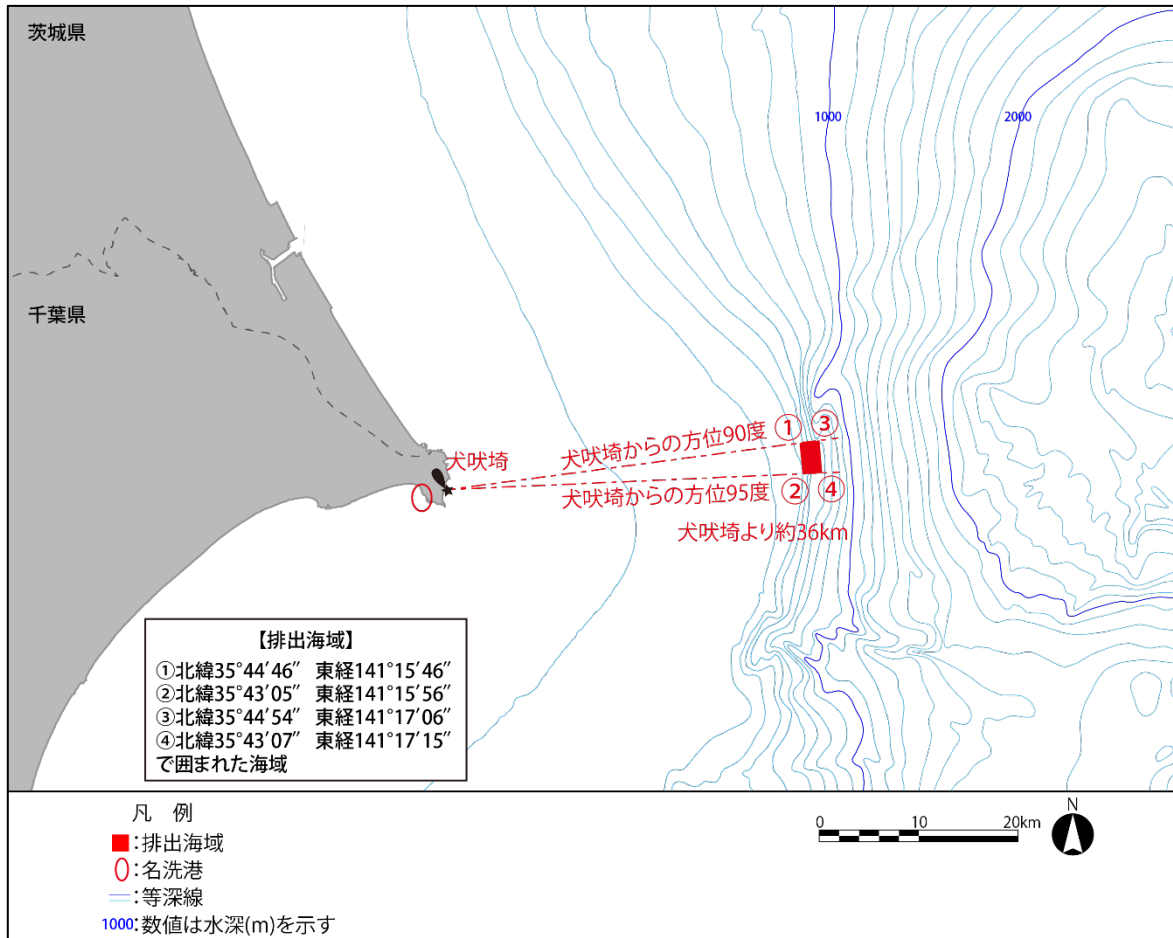 茨城県
千葉県
1000
2000
犬吠埼
犬吠埼からの方位90度
① ③
犬吠埼からの方位95度
② ④
犬吠埼より約36km
【排出海域】
①北緯35°44′46″ 東経141°15′46″
②北緯35°43′05″ 東経141°15′56″
③北緯35°44′54″ 東経141°17′06″
④北緯35°43′07″ 東経141°17′15″
で囲まれた海域
凡 例
:排出海域
:名洗港
:等深線
1000:数値は水深(m)を示す
0 10 20km
N